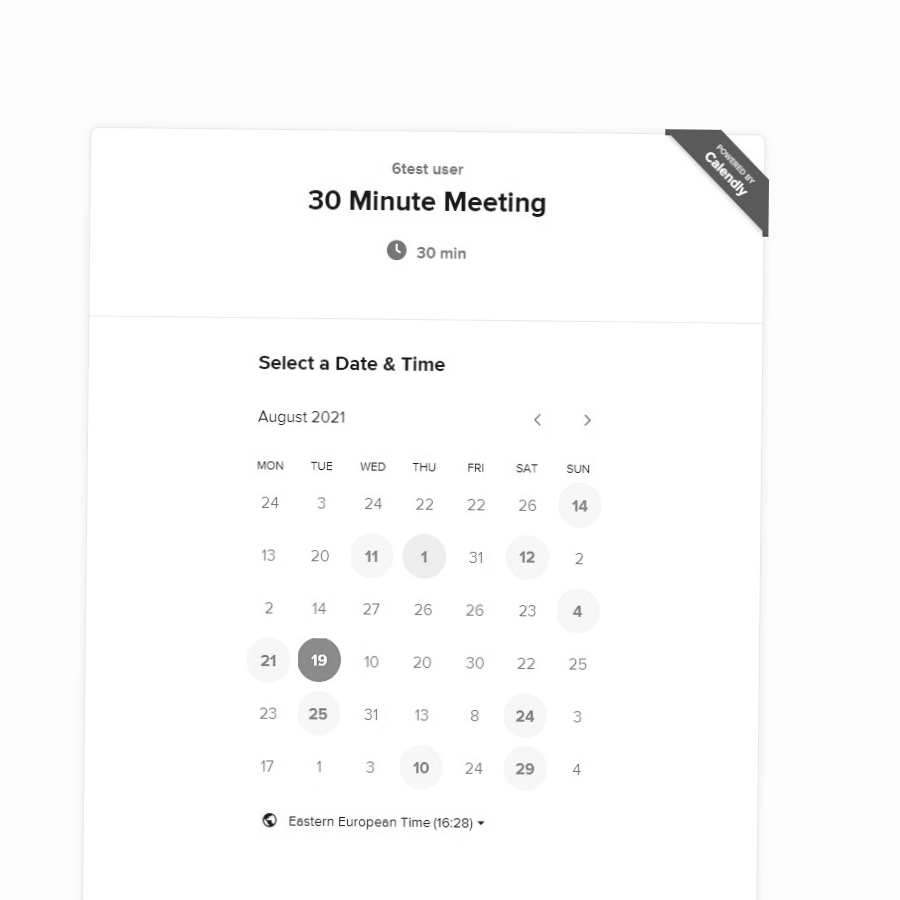 POWERED BY
Calendly
6test user
30 Minute Meeting
30 min
Select a Date & Time
August 2021
MON TUE WED THU FRI SAT SUN
24 3 24 22 22 26 14
13 20 11 1 31 12 2
2 14 27 26 26 23 4
21 19 10 20 30 22 25
23 25 31 13 8 24 3
17 1 3 10 24 29 4
Eastern European Time (16:28)